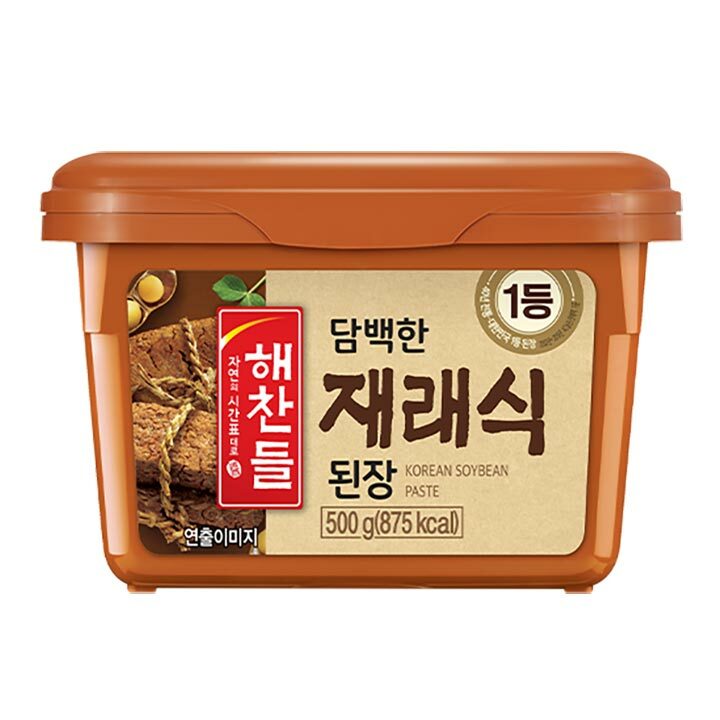 해찬들
자연의 시간표대로
담백한
재래식
된장
KOREAN SOYBEAN
PASTE
500 g(875 kcal)
1등
연출이미지